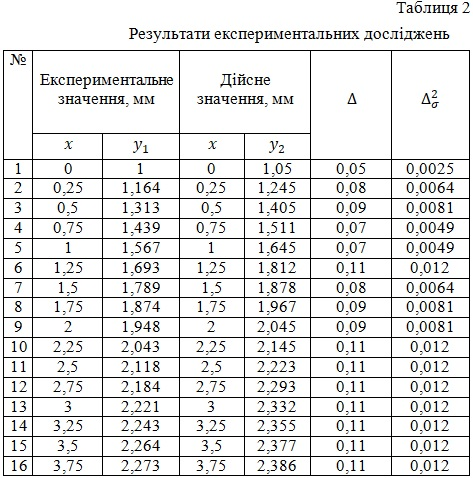 Таблиця 2
Результати експериментальних досліджень
№ Експериментальне значення, мм Дійсне значення, мм Δ Δ²σ
x y₁ x y₂
1 0 1 0 1,05 0,05 0,0025
2 0,25 1,164 0,25 1,245 0,08 0,0064
3 0,5 1,313 0,5 1,405 0,09 0,0081
4 0,75 1,439 0,75 1,511 0,07 0,0049
5 1 1,567 1 1,645 0,07 0,0049
6 1,25 1,693 1,25 1,812 0,11 0,012
7 1,5 1,789 1,5 1,878 0,08 0,0064
8 1,75 1,874 1,75 1,967 0,09 0,0081
9 2 1,948 2 2,045 0,09 0,0081
10 2,25 2,043 2,25 2,145 0,11 0,012
11 2,5 2,118 2,5 2,223 0,11 0,012
12 2,75 2,184 2,75 2,293 0,11 0,012
13 3 2,221 3 2,332 0,11 0,012
14 3,25 2,243 3,25 2,355 0,11 0,012
15 3,5 2,264 3,5 2,377 0,11 0,012
16 3,75 2,273 3,75 2,386 0,11 0,012